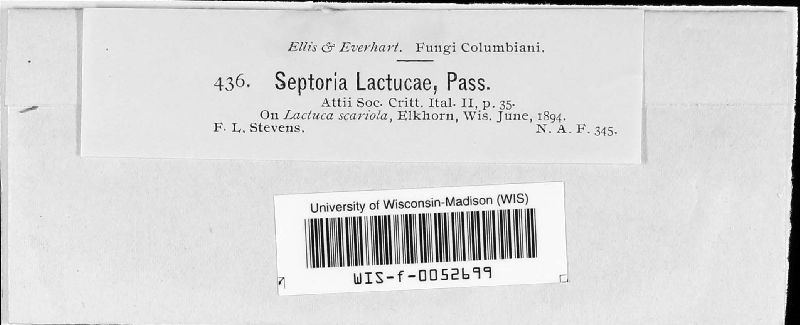 Ellis & Everhart. Fungi Columbiani.
436. Septoria Lactucae, Pass.
Attii Soc. Critt. Ital. II, p. 35.
On Lactuca scariola, Elkhorn, Wis. June, 1894.
F. L. Stevens. N. A. F. 345.
University of Wisconsin-Madison (WIS)
WIS-f-0052699